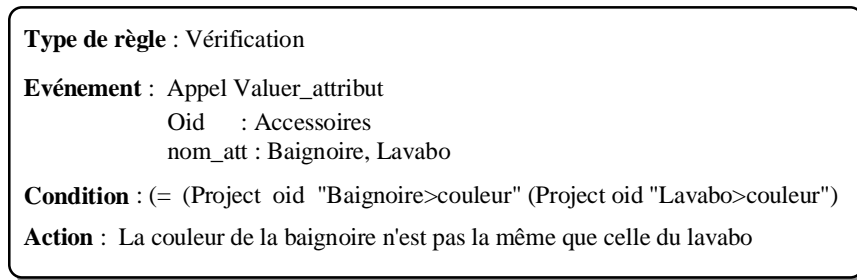 Type de règle : Vérification
Evénement : Appel Valuer_attribut
Oid : Accessoires
nom_att : Baignoire, Lavabo
Condition : (= (Project oid "Baignoire>couleur" (Project oid "Lavabo>couleur")
Action : La couleur de la baignoire n'est pas la même que celle du lavabo